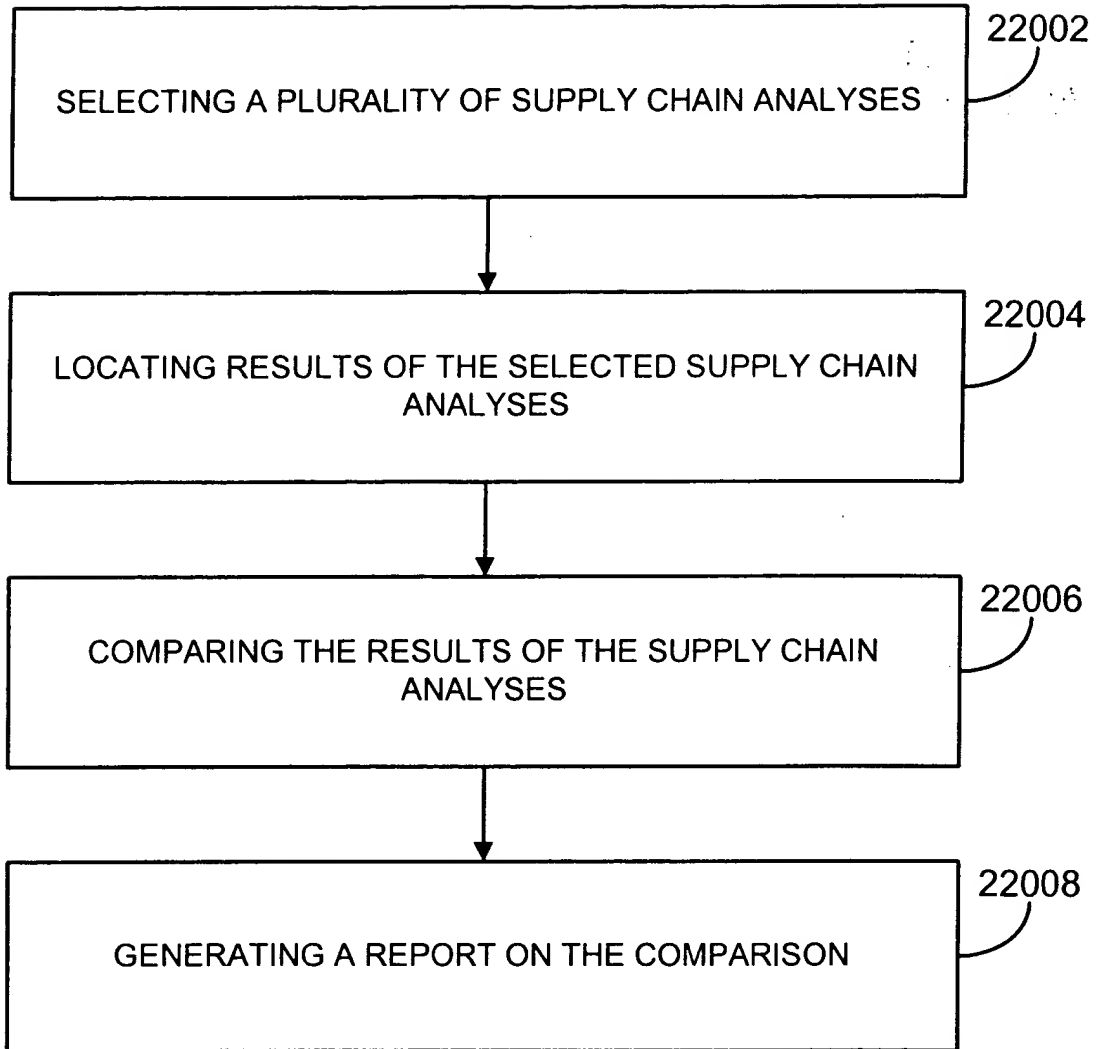 22002
SELECTING A PLURALITY OF SUPPLY CHAIN ANALYSES
22004
LOCATING RESULTS OF THE SELECTED SUPPLY CHAIN
ANALYSES
22006
COMPARING THE RESULTS OF THE SUPPLY CHAIN
ANALYSES
22008
GENERATING A REPORT ON THE COMPARISON